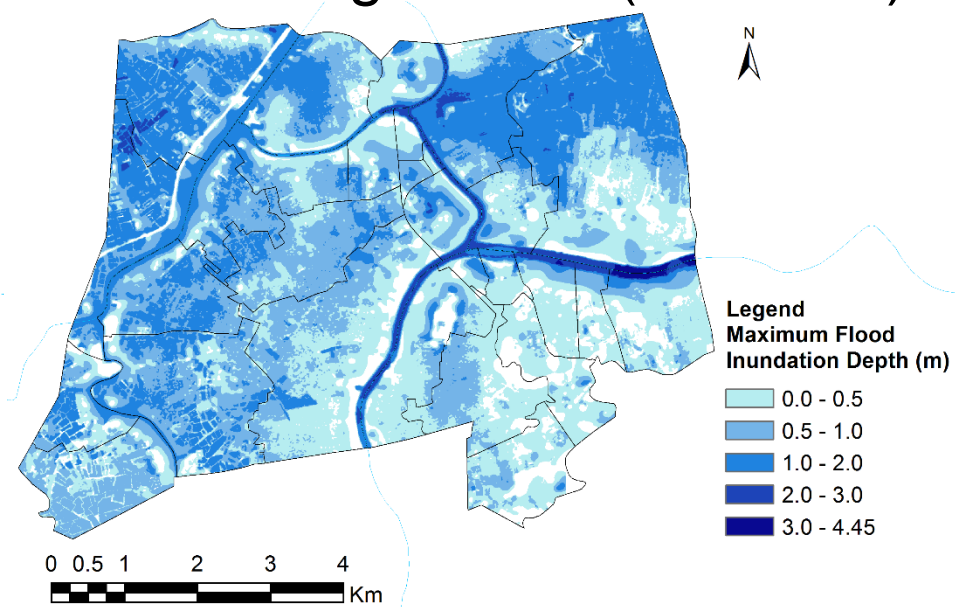 N
Legend
Maximum Flood
Inundation Depth (m)
0.0 - 0.5
0.5 - 1.0
1.0 - 2.0
2.0 - 3.0
3.0 - 4.45
0 0.5 1 2 3 4
Km